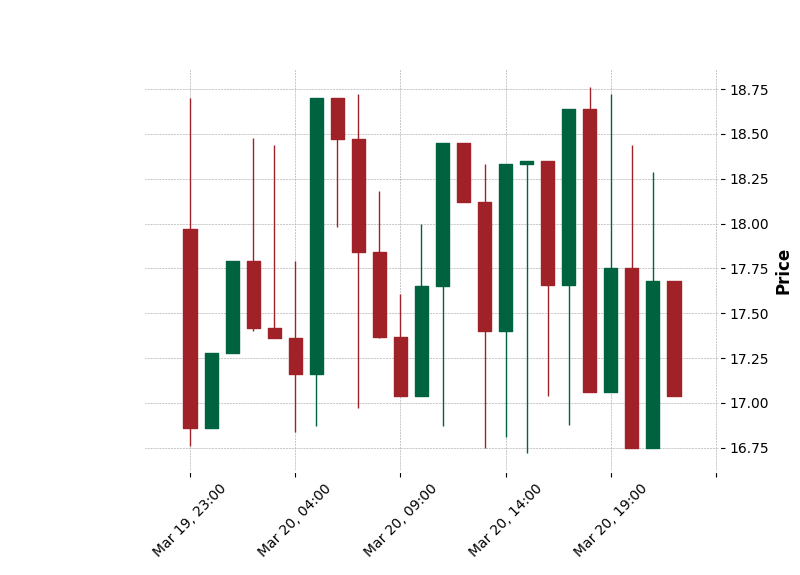 18.75
18.50
18.25
18.00
17.75
17.50
17.25
17.00
16.75
Price
Mar 19, 23:00
Mar 20, 04:00
Mar 20, 09:00
Mar 20, 14:00
Mar 20, 19:00